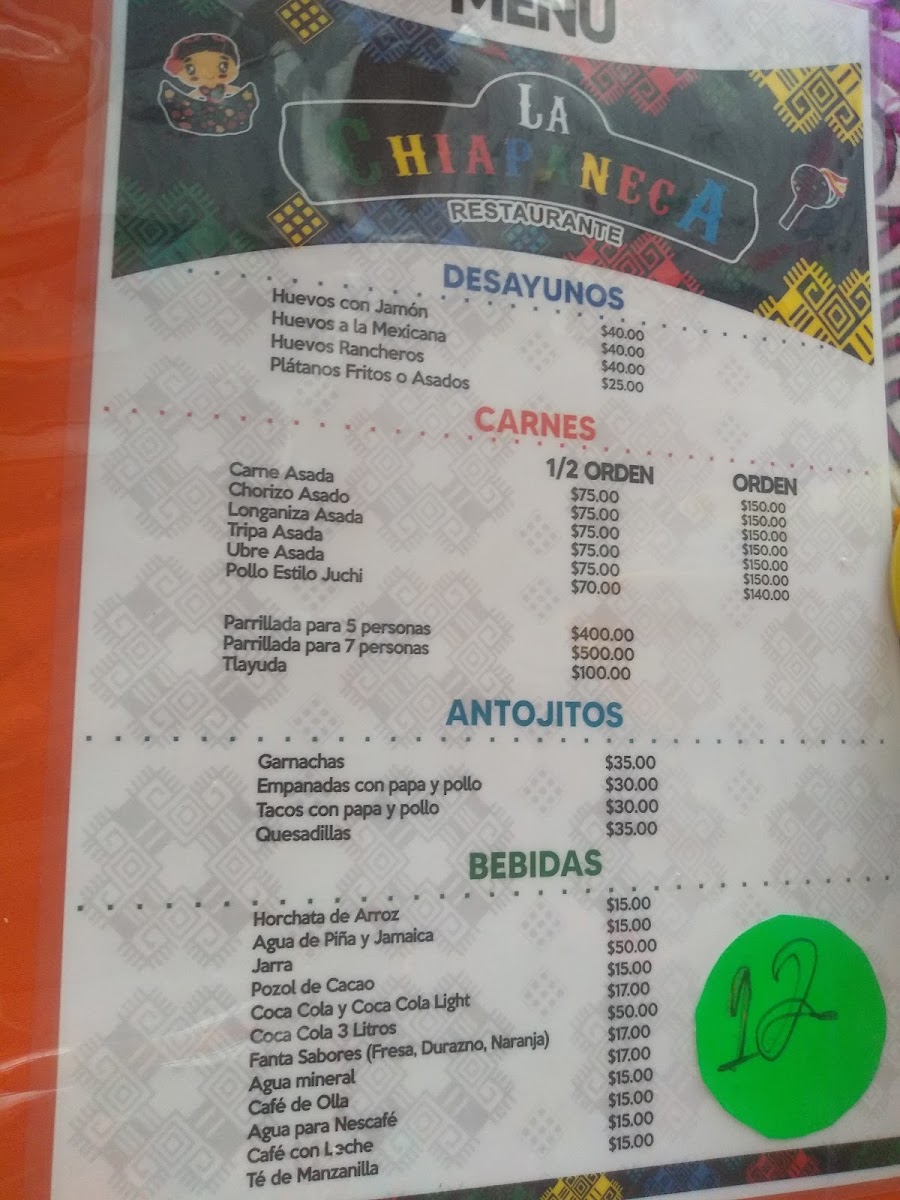 MENÚ
LA
CHIAPANECA
RESTAURANTE
DESAYUNOS
Huevos con Jamón $40.00
Huevos a la Mexicana $40.00
Huevos Rancheros $40.00
Plátanos Fritos o Asados $25.00
CARNES
1/2 ORDEN ORDEN
Carne Asada $75.00 $150.00
Chorizo Asado $75.00 $150.00
Longaniza Asada $75.00 $150.00
Tripa Asada $75.00 $150.00
Ubre Asada $75.00 $150.00
Pollo Estilo Juchi $70.00 $150.00
$140.00
Parrillada para 5 personas $400.00
Parrillada para 7 personas $500.00
Tlayuda $100.00
ANTOJITOS
Garnachas $35.00
Empanadas con papa y pollo $30.00
Tacos con papa y pollo $30.00
Quesadillas $35.00
BEBIDAS
Horchata de Arroz $15.00
Agua de Piña y Jamaica $15.00
Jarra $50.00
Pozol de Cacao $15.00
Coca Cola y Coca Cola Light $17.00
Coca Cola 3 Litros $50.00
Fanta Sabores (Fresa, Durazno, Naranja) $17.00
Agua mineral $17.00
Café de Olla $15.00
Agua para Nescafé $15.00
Café con Leche $15.00
Té de Manzanilla $15.00
12